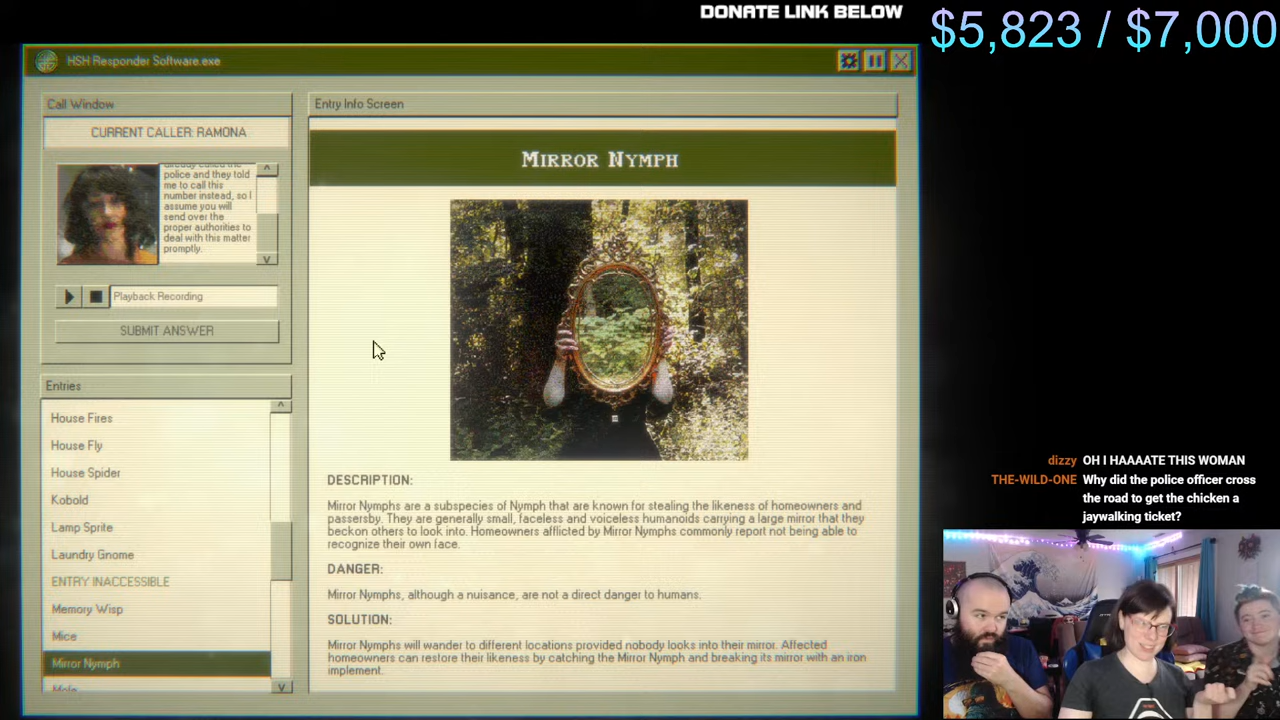 DONATE LINK BELOW
$5,823 / $7,000
HSH Responder Software.exe
Call Window
CURRENT CALLER: RAMONA
already called the
police and they told
me to call this
number instead, so I
assume you will
send over the
proper authorities to
deal with this matter
promptly.
Playback Recording
SUBMIT ANSWER
Entries
House Fires
House Fly
House Spider
Kobold
Lamp Sprite
Laundry Gnome
ENTRY INACCESSIBLE
Memory Wisp
Mice
Mirror Nymph
Entry Info Screen
MIRROR NYMPH
DESCRIPTION:
Mirror Nymphs are a subspecies of Nymph that are known for stealing the likeness of homeowners and
passersby. They are generally small, faceless and voiceless humanoids carrying a large mirror that they
beckon others to look into. Homeowners afflicted by Mirror Nymphs commonly report not being able to
recognize their own face.
DANGER:
Mirror Nymphs, although a nuisance, are not a direct danger to humans.
SOLUTION:
Mirror Nymphs will wander to different locations provided nobody looks into their mirror. Affected
homeowners can restore their likeness by catching the Mirror Nymph and breaking its mirror with an iron
implement.
dizzy OH I HAAAATE THIS WOMAN
THE-WILD-ONE Why did the police officer cross
the road to get the chicken a
jaywalking ticket?